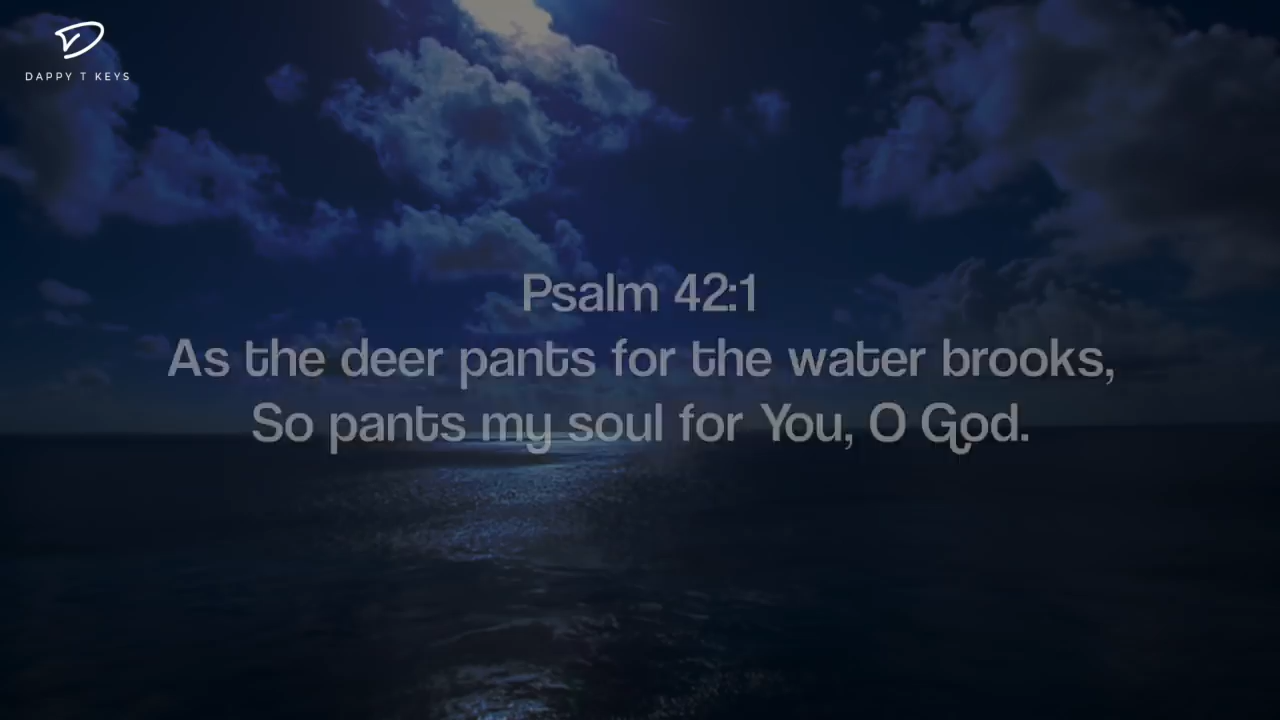 DAPPY T KEYS
Psalm 42:1
As the deer pants for the water brooks,
So pants my soul for You, O God.